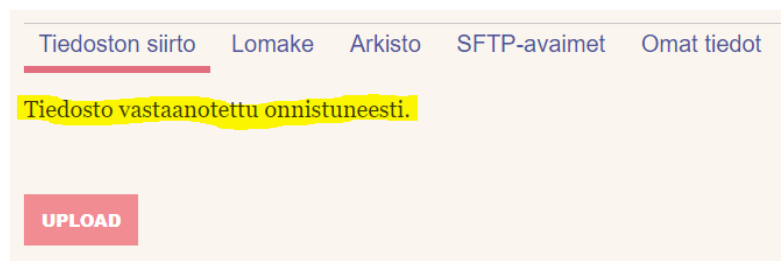 Tiedoston siirto Lomake Arkisto SFTP-avaimet Omat tiedot
Tiedosto vastaanotettu onnistuneesti.
UPLOAD